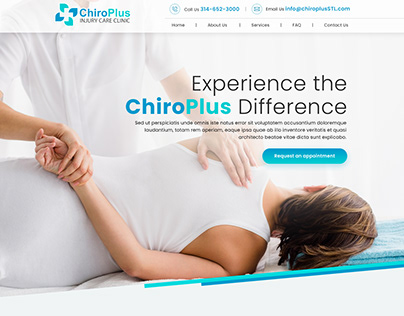 ChiroPlus
INJURY CARE CLINIC
Call us 314-652-3000
Email us info@chiroplusSTL.com
Home | About Us | Services | FAQ | Contact Us
Experience the
ChiroPlus Difference
Sed ut perspiciatis unde omnis iste natus error sit voluptatem accusantium doloremque
laudantium, totam rem aperiam, eaque ipsa quae ab illo inventore veritatis et quasi
architecto beatae vitae dicta sunt explicabo.
Request an appointment